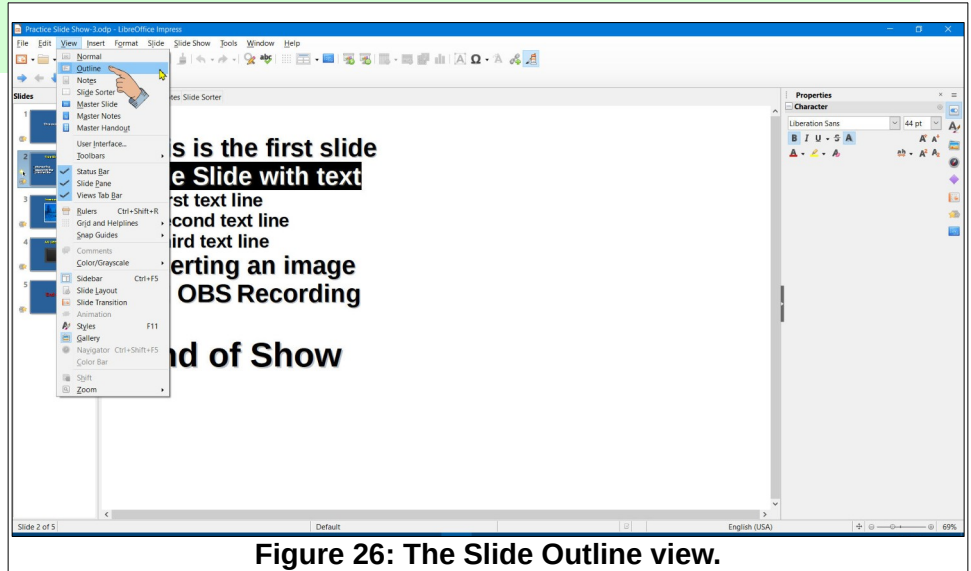 Practice Slide Show-3.odp - LibreOffice Impress
File Edit View Insert Format Slide Slide Show Tools Window Help
Normal
Outline
Notes
Slide Sorter
Master Slide
Master Notes
Master Handout
User Interface...
Toolbars
Status Bar
Slide Pane
Views Tab Bar
Rulers Ctrl+Shift+R
Grid and Helplines
Snap Guides
Comments
Color/Grayscale
Sidebar Ctrl+F5
Slide Layout
Slide Transition
Animation
Styles F11
Gallery
Navigator Ctrl+Shift+F5
Color Bar
Shift
Zoom
Slides
1
2
3
4
5
tes Slide Sorter
s is the first slide
e Slide with text
rst text line
econd text line
ird text line
erting an image
OBS Recording
nd of Show
Properties
Character
Liberation Sans 44 pt
B I U S A
Slide 2 of 5 Default English (USA) 69%
Figure 26: The Slide Outline view.